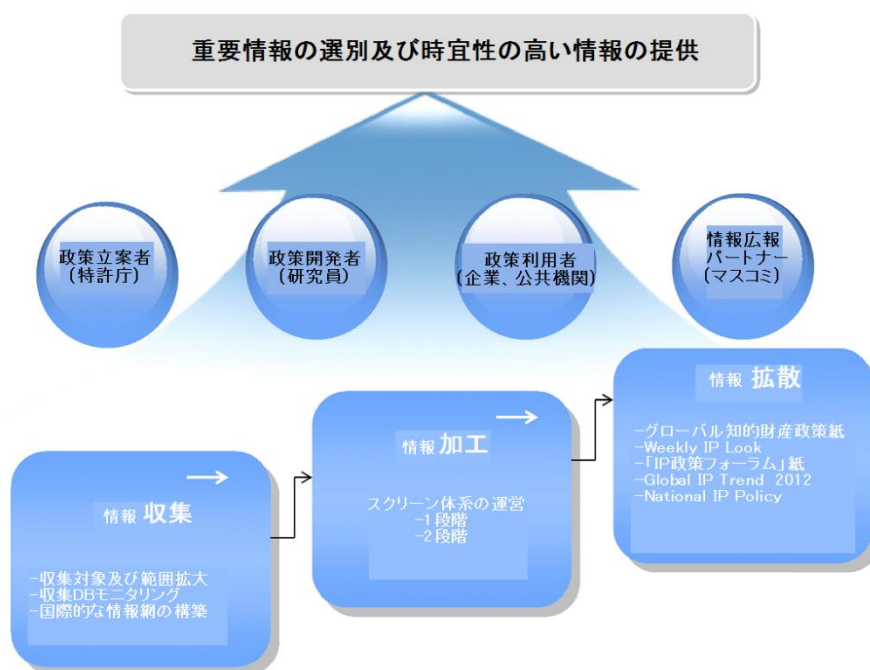 重要情報の選別及び時宜性の高い情報の提供
政策立案者
(特許庁)
政策開発者
(研究員)
政策利用者
(企業、公共機関)
情報広報
パートナー
(マスコミ)
情報 収集
-収集対象及び範囲拡大
-収集DBモニタリング
-国際的な情報網の構築
情報 加工
スクリーン体系の運営
-1段階
-2段階
情報 拡散
-グローバル知的財産政策紙
-Weekly IP Look
-「IP政策フォーラム」紙
-Global IP Trend 2012
-National IP Policy